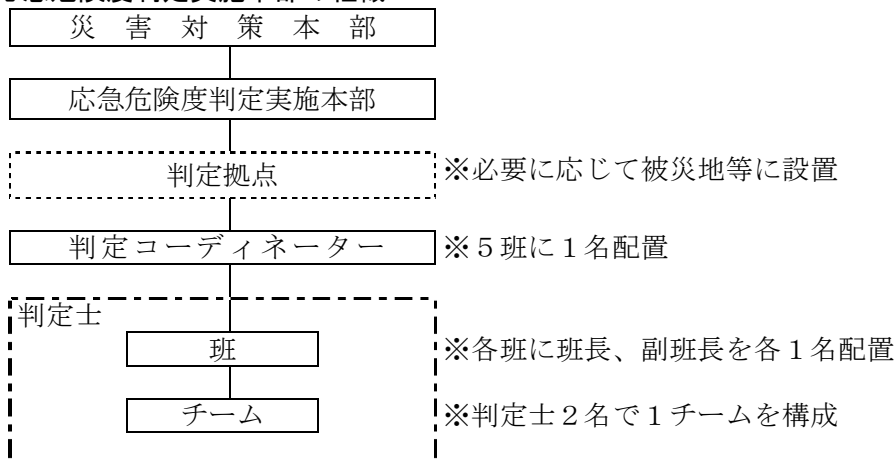 災害対策本部
応急危険度判定実施本部
判定拠点 ※必要に応じて被災地等に設置
判定コーディネーター ※５班に１名配置
判定士
班 ※各班に班長、副班長を各１名配置
チーム ※判定士２名で１チームを構成